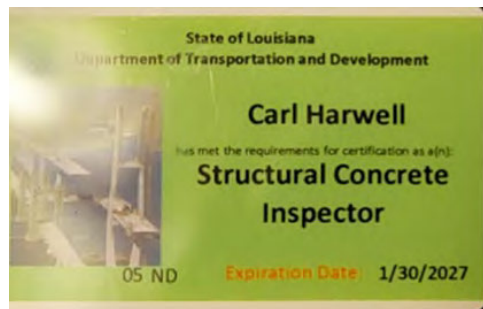 State of Louisiana
Department of Transportation and Development
Carl Harwell
has met the requirements for certification as a(n):
Structural Concrete
Inspector
05 ND Expiration Date: 1/30/2027